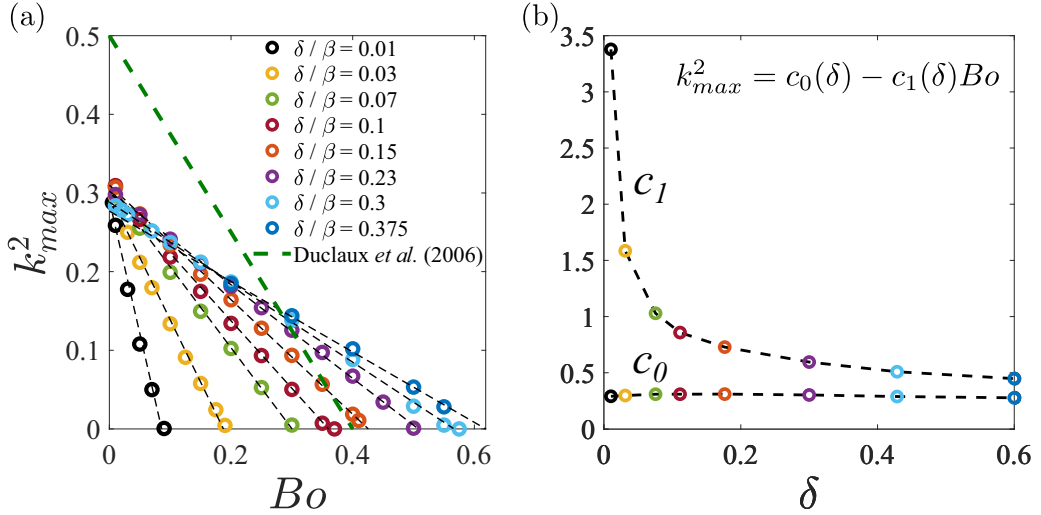 (a)
0.5
0.4
0.3
0.2
0.1
0
k²max
0 0.2 0.4 0.6
Bo
δ / β = 0.01
δ / β = 0.03
δ / β = 0.07
δ / β = 0.1
δ / β = 0.15
δ / β = 0.23
δ / β = 0.3
δ / β = 0.375
Duclaux et al. (2006)
(b)
3.5
3
2.5
2
1.5
1
0.5
0
k²max = c₀(δ) − c₁(δ)Bo
c₁
c₀
0 0.2 0.4 0.6
δ